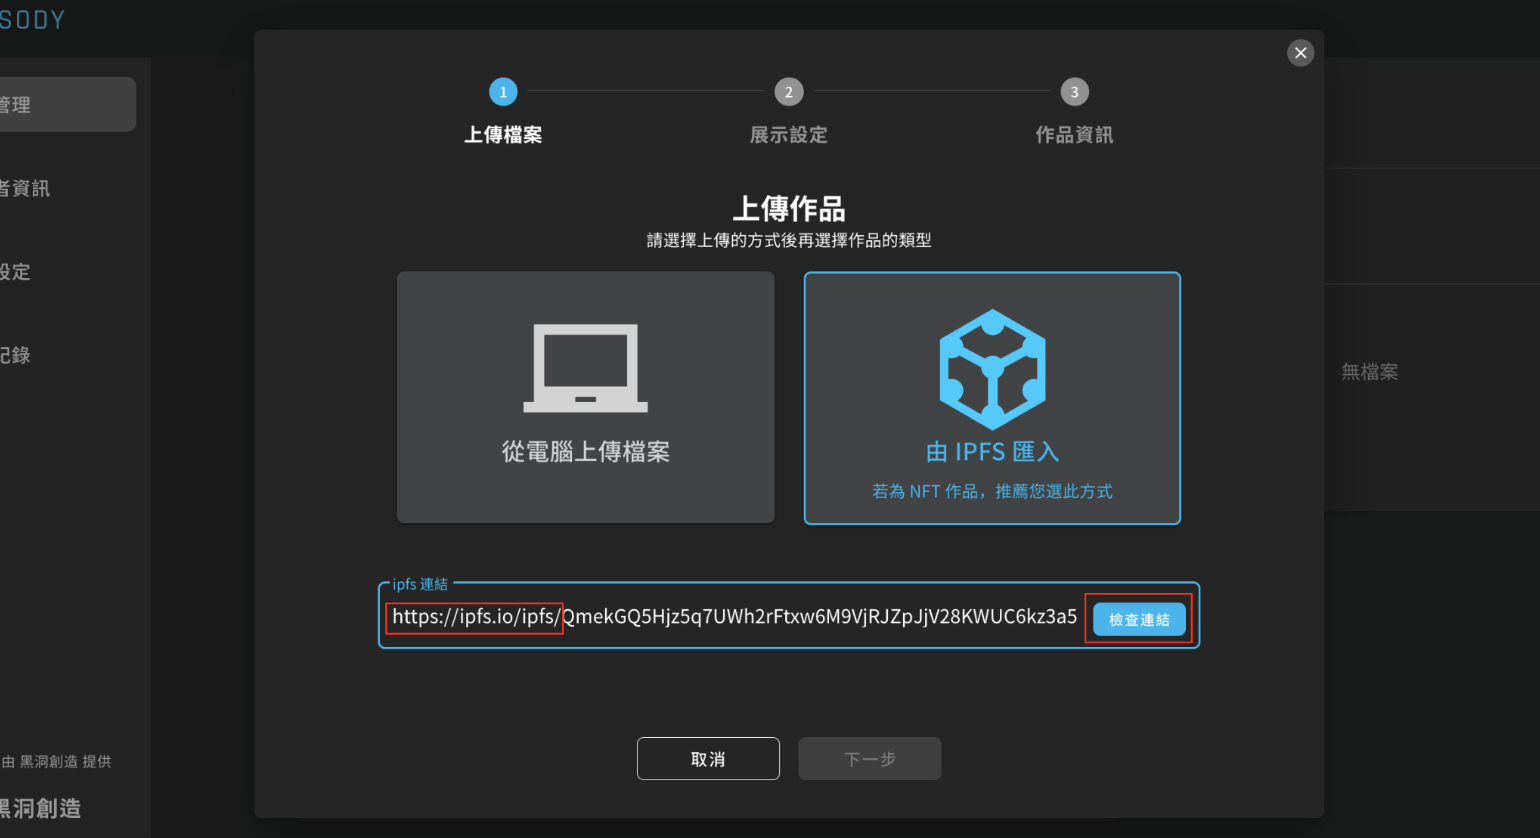 SODY
管理
者資訊
設定
記錄
由 黑洞創造 提供
黑洞創造
1
上傳檔案
2
展示設定
3
作品資訊
上傳作品
請選擇上傳的方式後再選擇作品的類型
從電腦上傳檔案
由 IPFS 匯入
若為 NFT 作品，推薦您選此方式
ipfs 連結
https://ipfs.io/ipfs/QmekGQ5Hjz5q7UWh2rFtxw6M9VjRJZpJjV28KWUC6kz3a5
檢查連結
取消
下一步
無檔案